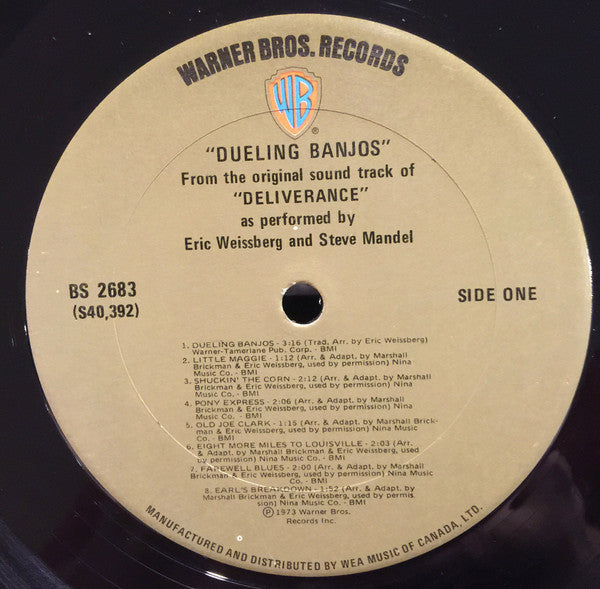 WARNER BROS. RECORDS
WB
®
"DUELING BANJOS"
From the original sound track of
"DELIVERANCE"
as performed by
Eric Weissberg and Steve Mandel
BS 2683
(S40,392)
SIDE ONE
1. DUELING BANJOS - 3:16 (Trad. Arr. by Eric Weissberg)
Warner-Tamerlane Pub. Corp. - BMI
2. LITTLE MAGGIE - 1:12 (Arr. & Adapt. by Marshall
Brickman & Eric Weissberg, used by permission) Nina
Music Co. - BMI
3. SHUCKIN' THE CORN - 2:12 (Arr. & Adapt. by Marshall
Brickman & Eric Weissberg, used by permission) Nina
Music Co. - BMI
4. PONY EXPRESS - 2:06 (Arr. & Adapt. by Marshall
Brickman & Eric Weissberg, used by permission) Nina
Music Co. - BMI
5. OLD JOE CLARK - 1:15 (Arr. & Adapt. by Marshall Brick-
man & Eric Weissberg, used by permission) Nina Music
Co. - BMI
6. EIGHT MORE MILES TO LOUISVILLE - 2:03 (Arr.
& Adapt. by Marshall Brickman & Eric Weissberg, used
by permission) Nina Music Co. - BMI
7. FAREWELL BLUES - 2:00 (Arr. & Adapt. by Marshall
Brickman & Eric Weissberg, used by permission) Nina
Music Co. - BMI
8. EARL'S BREAKDOWN - 1:52 (Arr. & Adapt. by
Marshall Brickman & Eric Weissberg, used by permis-
sion) Nina Music Co. - BMI
Ⓟ 1973 Warner Bros.
Records Inc.
MANUFACTURED AND DISTRIBUTED BY WEA MUSIC OF CANADA, LTD.